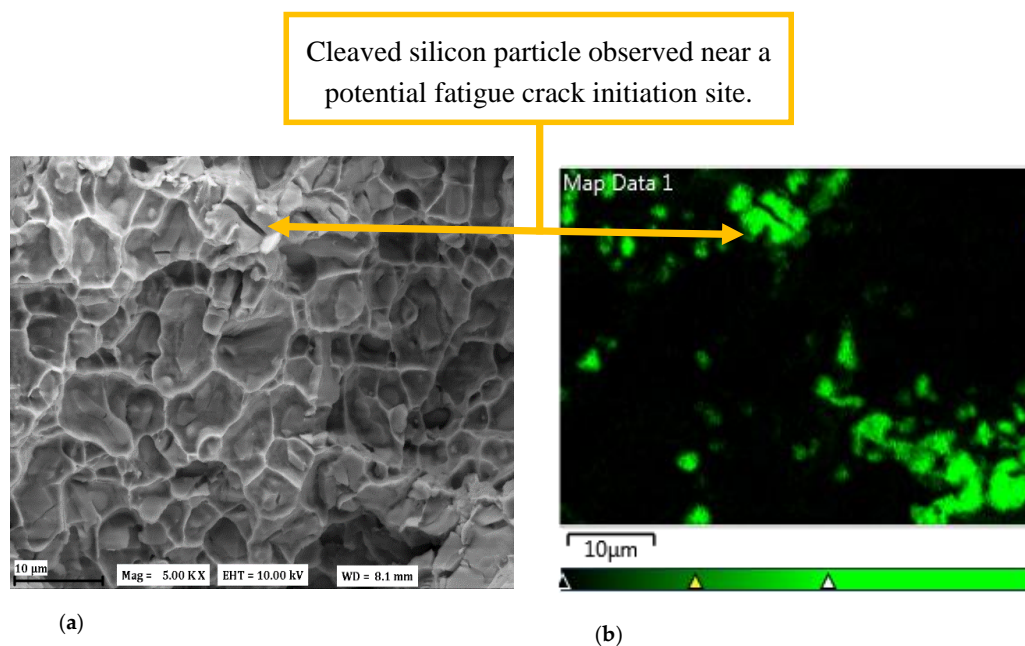 Cleaved silicon particle observed near a
potential fatigue crack initiation site.
Map Data 1
10 µm
Mag = 5.00 K X EHT = 10.00 kV WD = 8.1 mm
10µm
(a)
(b)